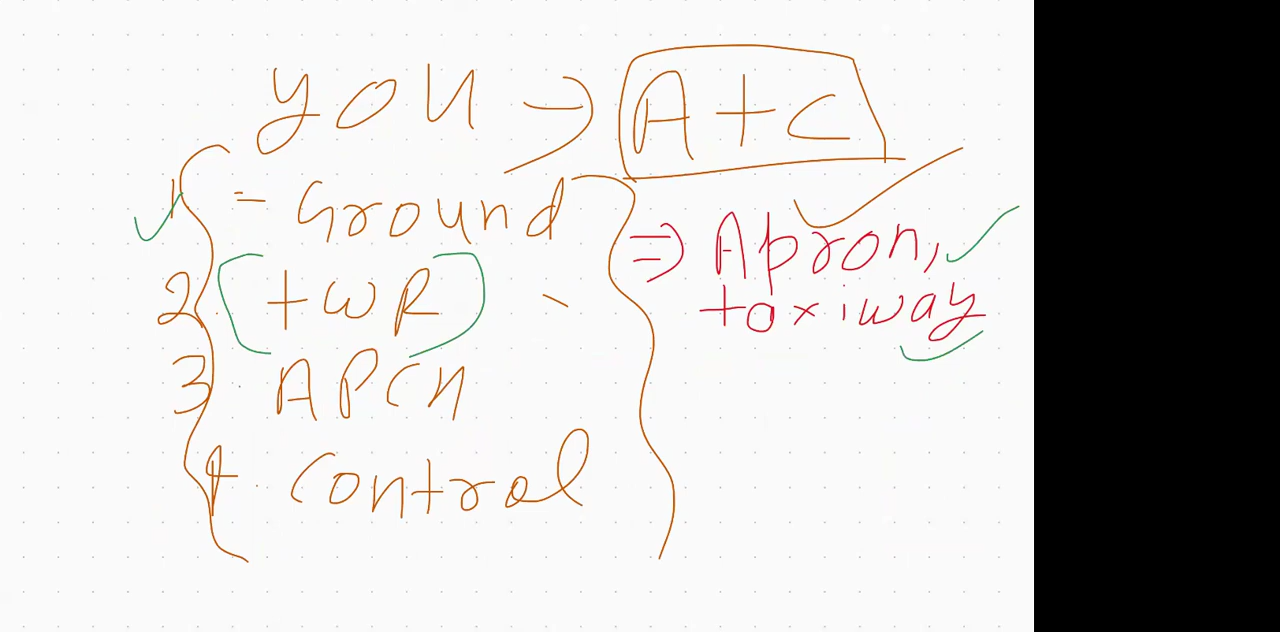 you ⇒ AtC
1 - Ground ⇒ Apron,
taxiway
2 tWR -
3 APCH
4. Control